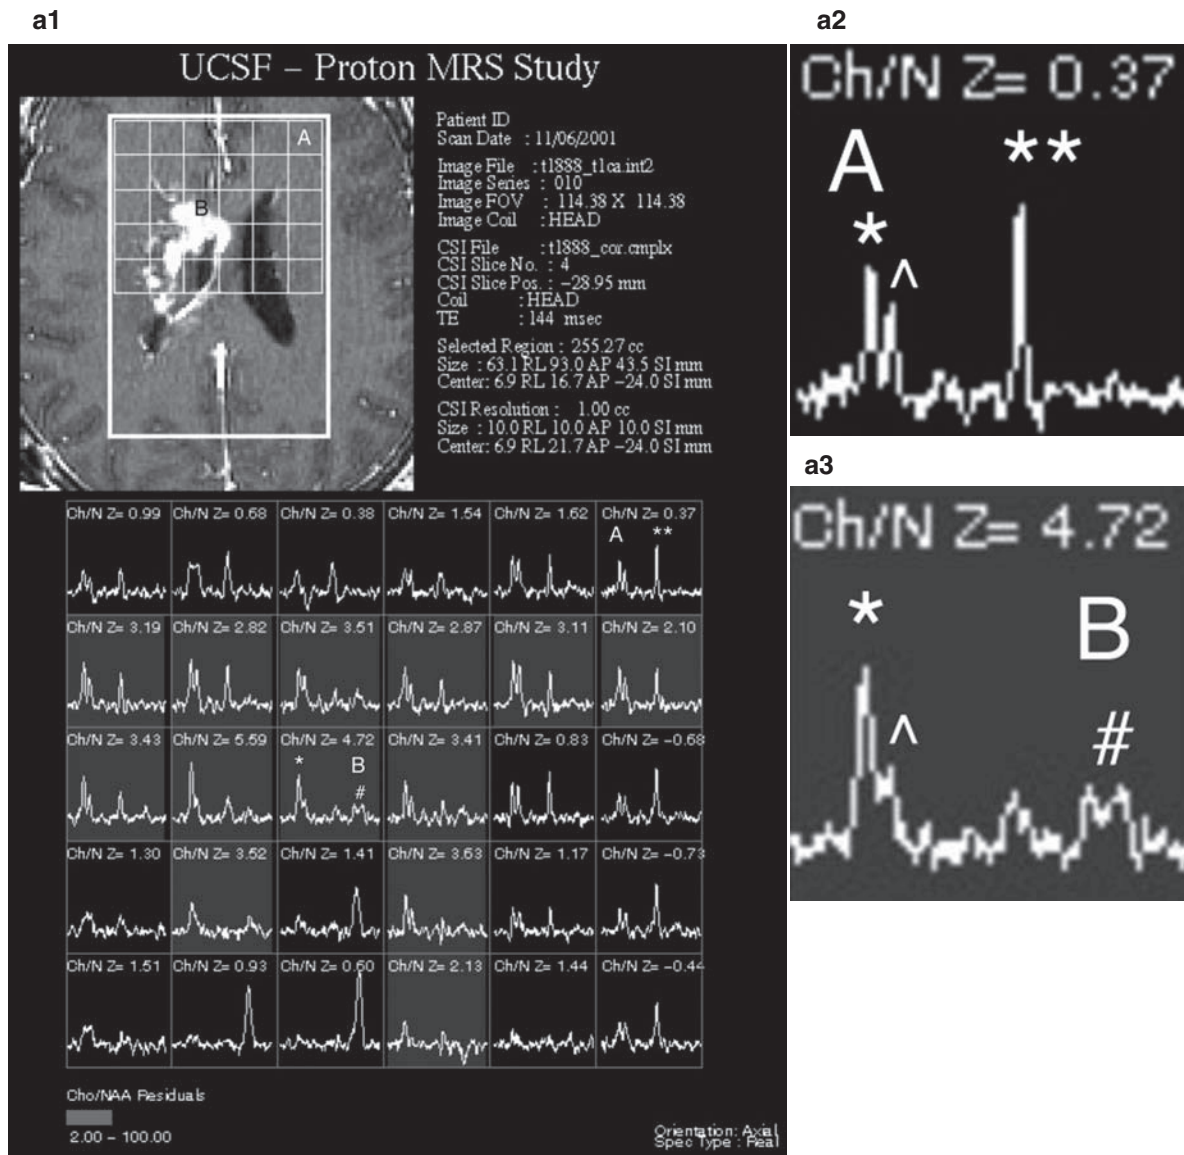 a1
a2
UCSF – Proton MRS Study
A
B
Patient ID
Scan Date : 11/06/2001
Image File : t1888_t1ca.int2
Image Series : 010
Image FOV : 114.38 X 114.38
Image Coil : HEAD
CSI File : t1888_cor.cmplx
CSI Slice No. : 4
CSI Slice Pos. : −28.95 mm
Coil : HEAD
TE : 144 msec
Selected Region : 255.27 cc
Size : 63.1 RL 93.0 AP 43.5 SI mm
Center: 6.9 RL 16.7 AP −24.0 SI mm
CSI Resolution : 1.00 cc
Size : 10.0 RL 10.0 AP 10.0 SI mm
Center: 6.9 RL 21.7 AP −24.0 SI mm
Ch/N Z= 0.37
A
**
*
^
a3
Ch/N Z= 4.72
*
B
^
#
Ch/N Z= 0.99 Ch/N Z= 0.68 Ch/N Z= 0.38 Ch/N Z= 1.54 Ch/N Z= 1.62 Ch/N Z= 0.37
A **
Ch/N Z= 3.19 Ch/N Z= 2.82 Ch/N Z= 3.51 Ch/N Z= 2.87 Ch/N Z= 3.11 Ch/N Z= 2.10
Ch/N Z= 3.43 Ch/N Z= 5.59 Ch/N Z= 4.72 Ch/N Z= 3.41 Ch/N Z= 0.83 Ch/N Z= −0.58
* B
#
Ch/N Z= 1.30 Ch/N Z= 3.52 Ch/N Z= 1.41 Ch/N Z= 3.53 Ch/N Z= 1.17 Ch/N Z= −0.73
Ch/N Z= 1.51 Ch/N Z= 0.93 Ch/N Z= 0.60 Ch/N Z= 2.13 Ch/N Z= 1.44 Ch/N Z= −0.44
Cho/NAA Residuals
2.00 − 100.00
Orientation: Axial
Spec Type : Real